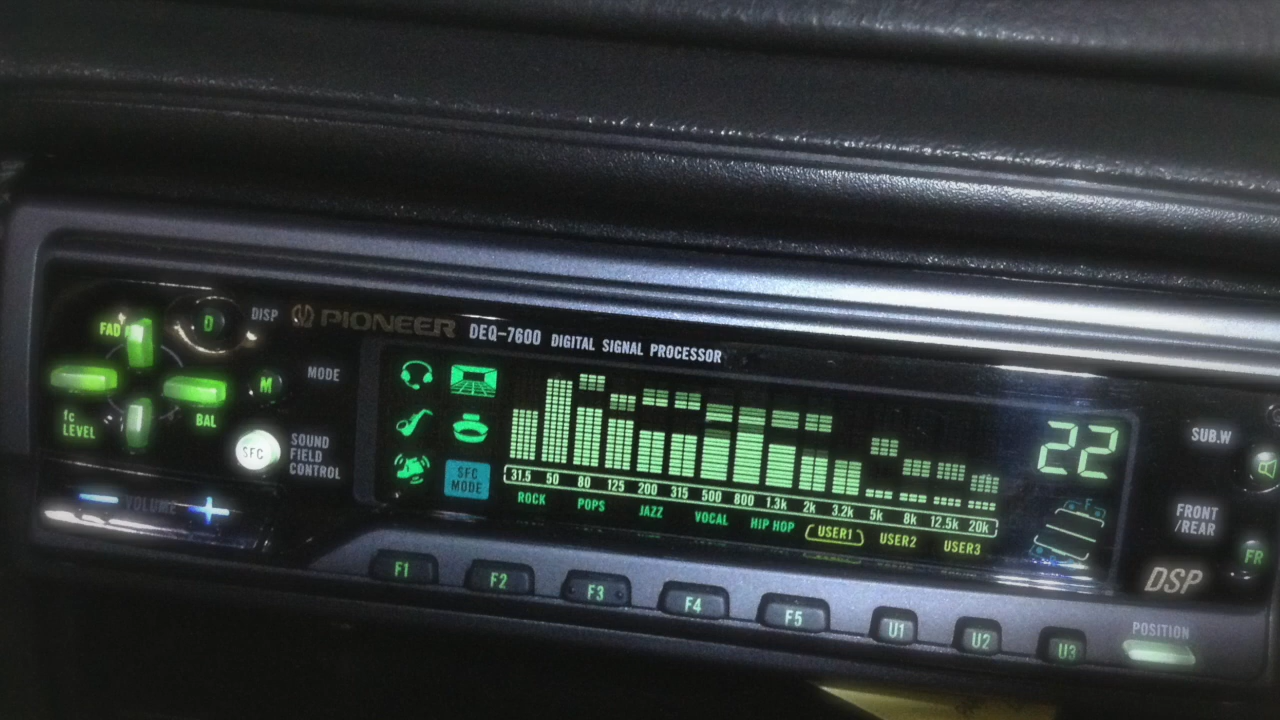 FAD
D
DISP
PIONEER
DEQ-7600 DIGITAL SIGNAL PROCESSOR
M
MODE
BAL
fc
LEVEL
SFC
SOUND
FIELD
CONTROL
VOLUME
SFC
MODE
31.5 50 80 125 200 315 500 800 1.3k 2k 3.2k 5k 8k 12.5k 20k
ROCK POPS JAZZ VOCAL HIP HOP USER1 USER2 USER3
22
SUB.W
FRONT
/REAR
FR
DSP
F1 F2 F3 F4 F5 U1 U2 U3
POSITION